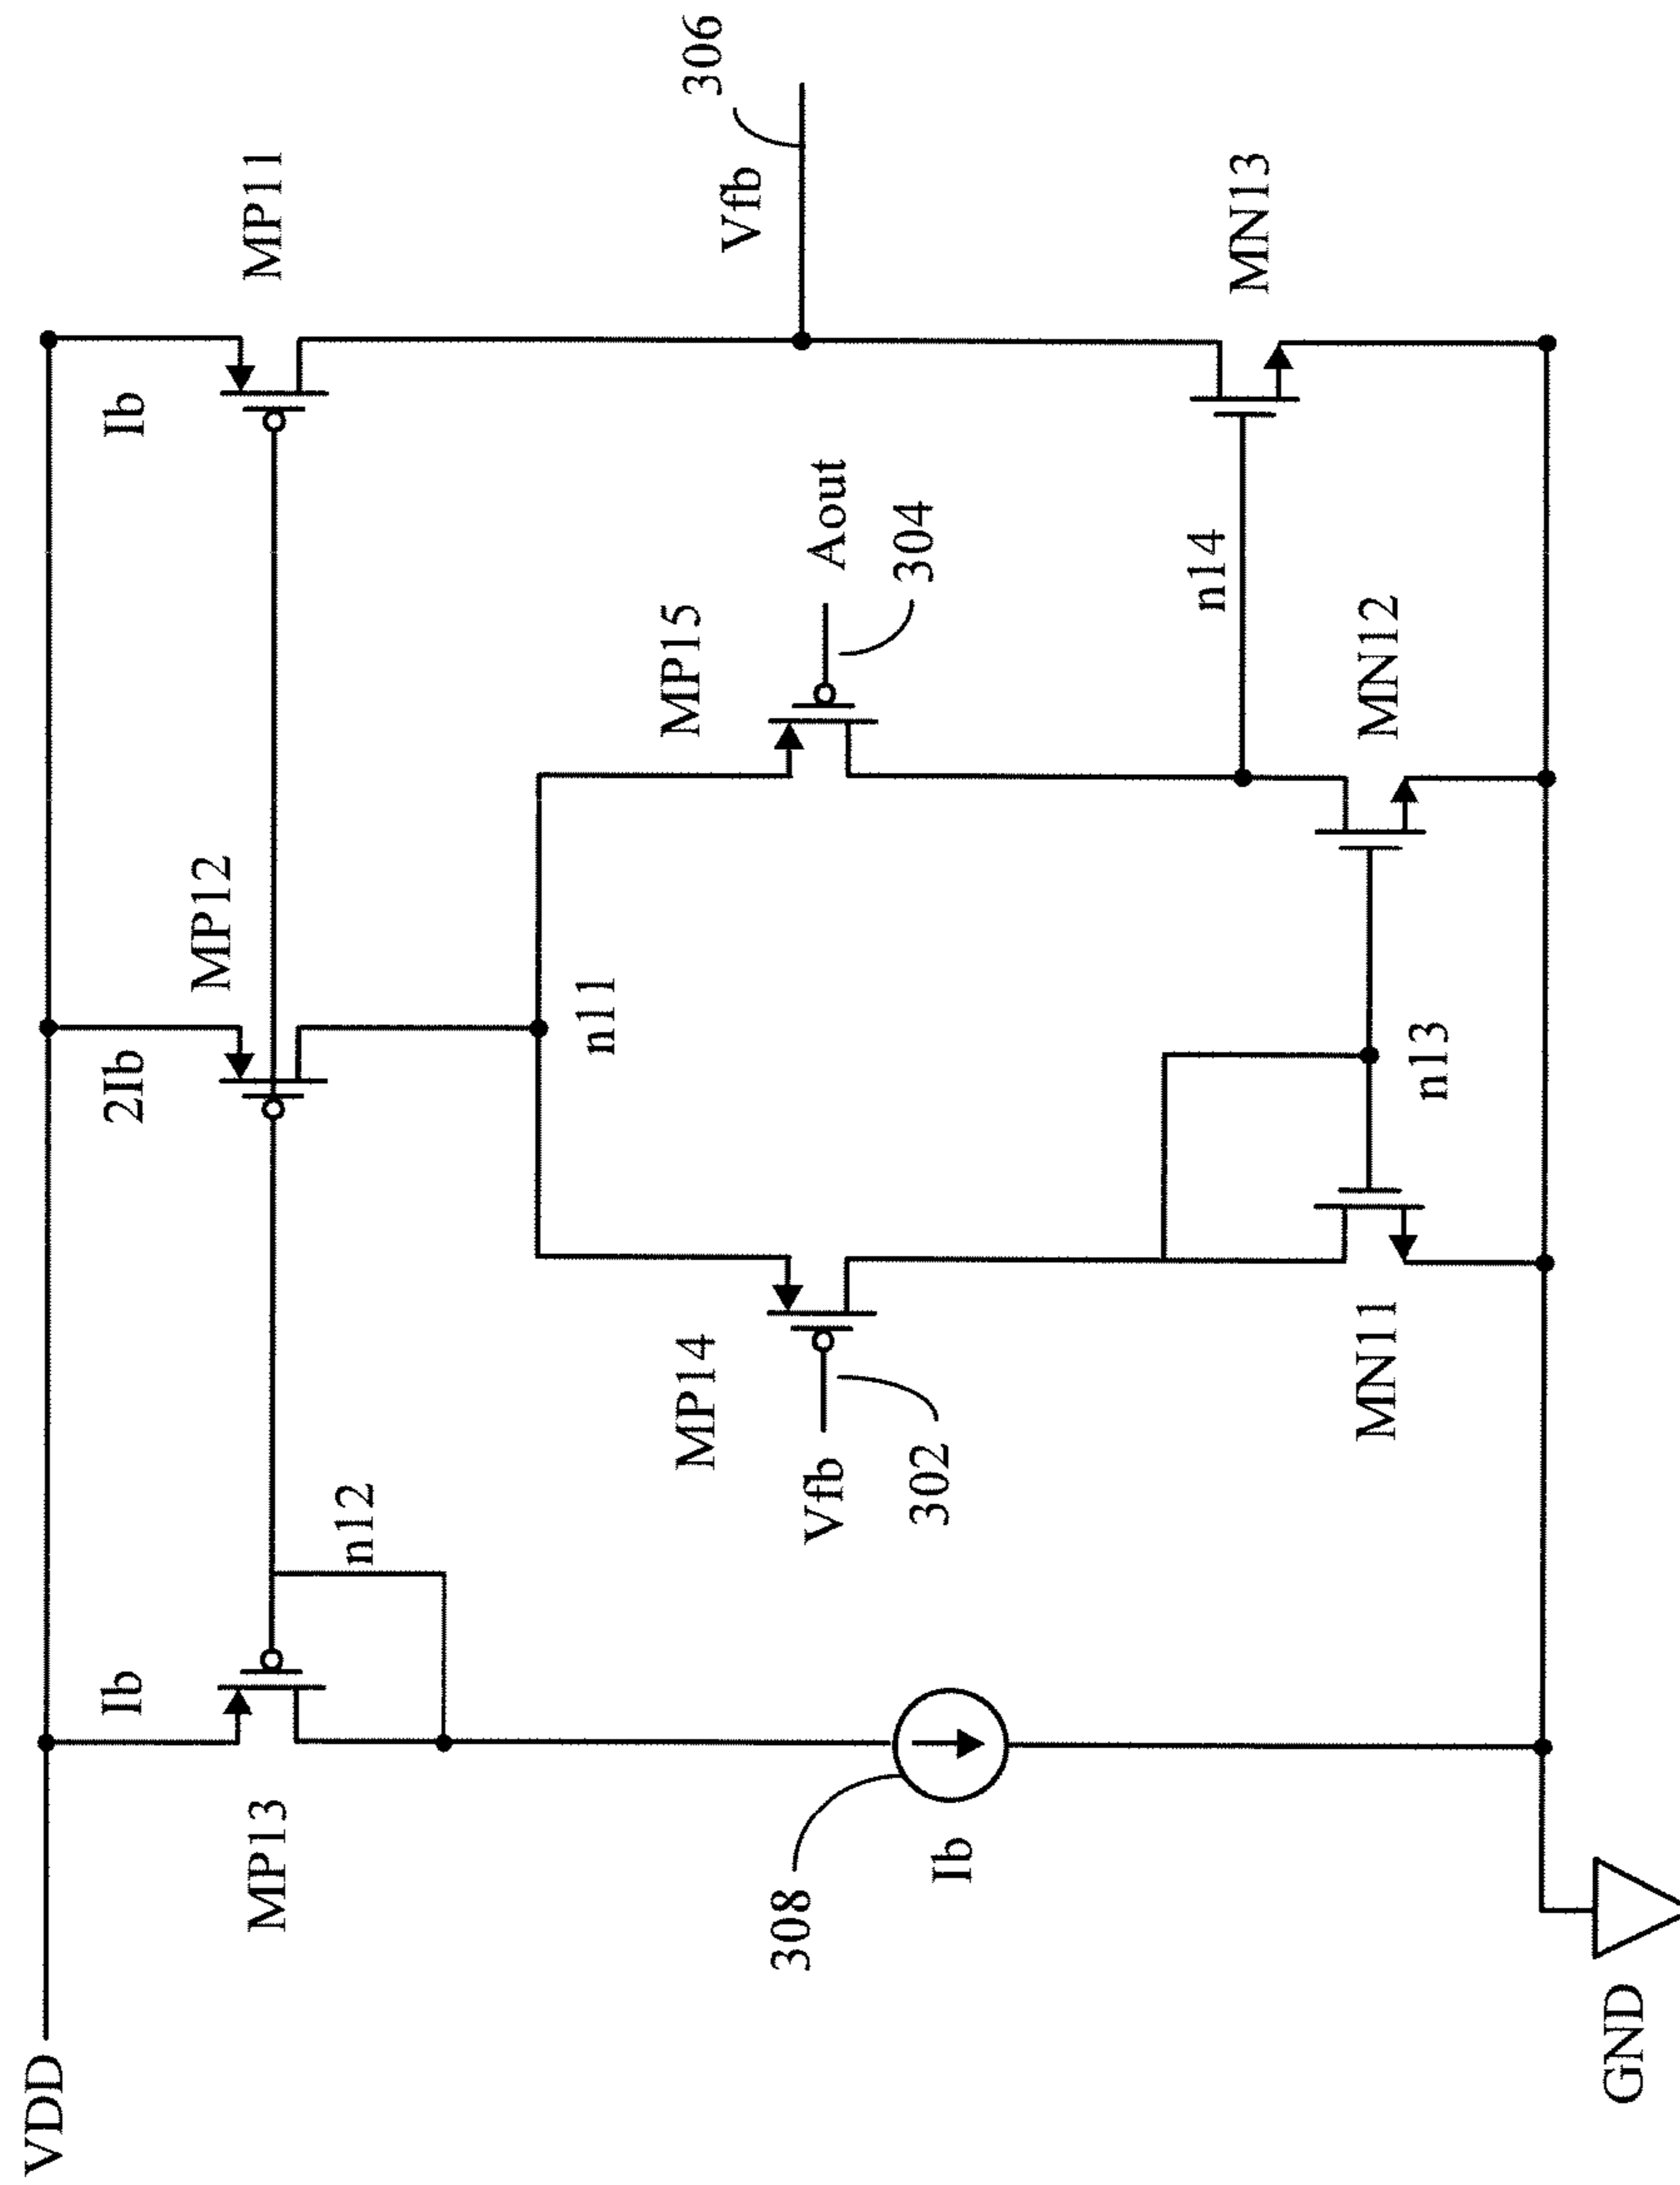 VDD
Ib
2Ib
Ib
MP13
MP12
MP11
n12
n11
MP14
MP15
Vfb
306
Vfb
302
Aout
304
308
Ib
n14
MN11
n13
MN12
MN13
GND